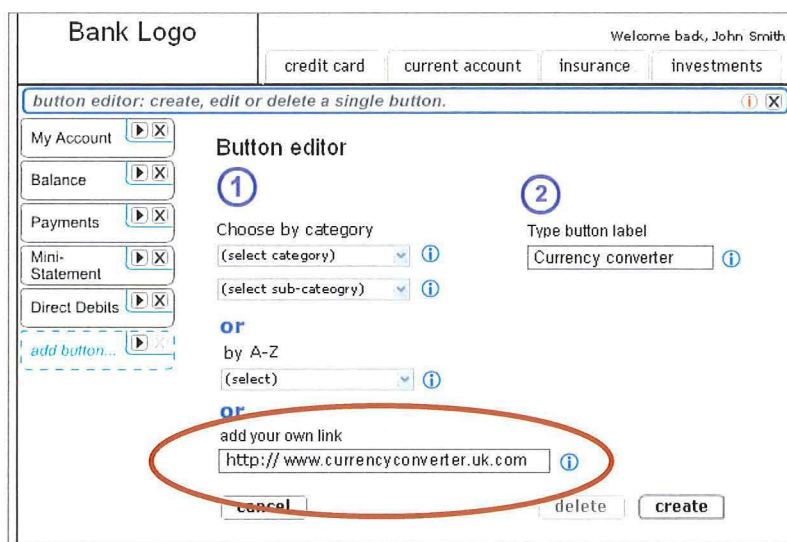 Bank Logo
Welcome back, John Smith
credit card
current account
insurance
investments
button editor: create, edit or delete a single button.
My Account
Balance
Payments
Mini-
Statement
Direct Debits
add button...
Button editor
1
Choose by category
(select category)
(select sub-cateogry)
or
by A-Z
(select)
or
add your own link
http:// www.currencyconverter.uk.com
2
Type button label
Currency converter
cancel
delete
create